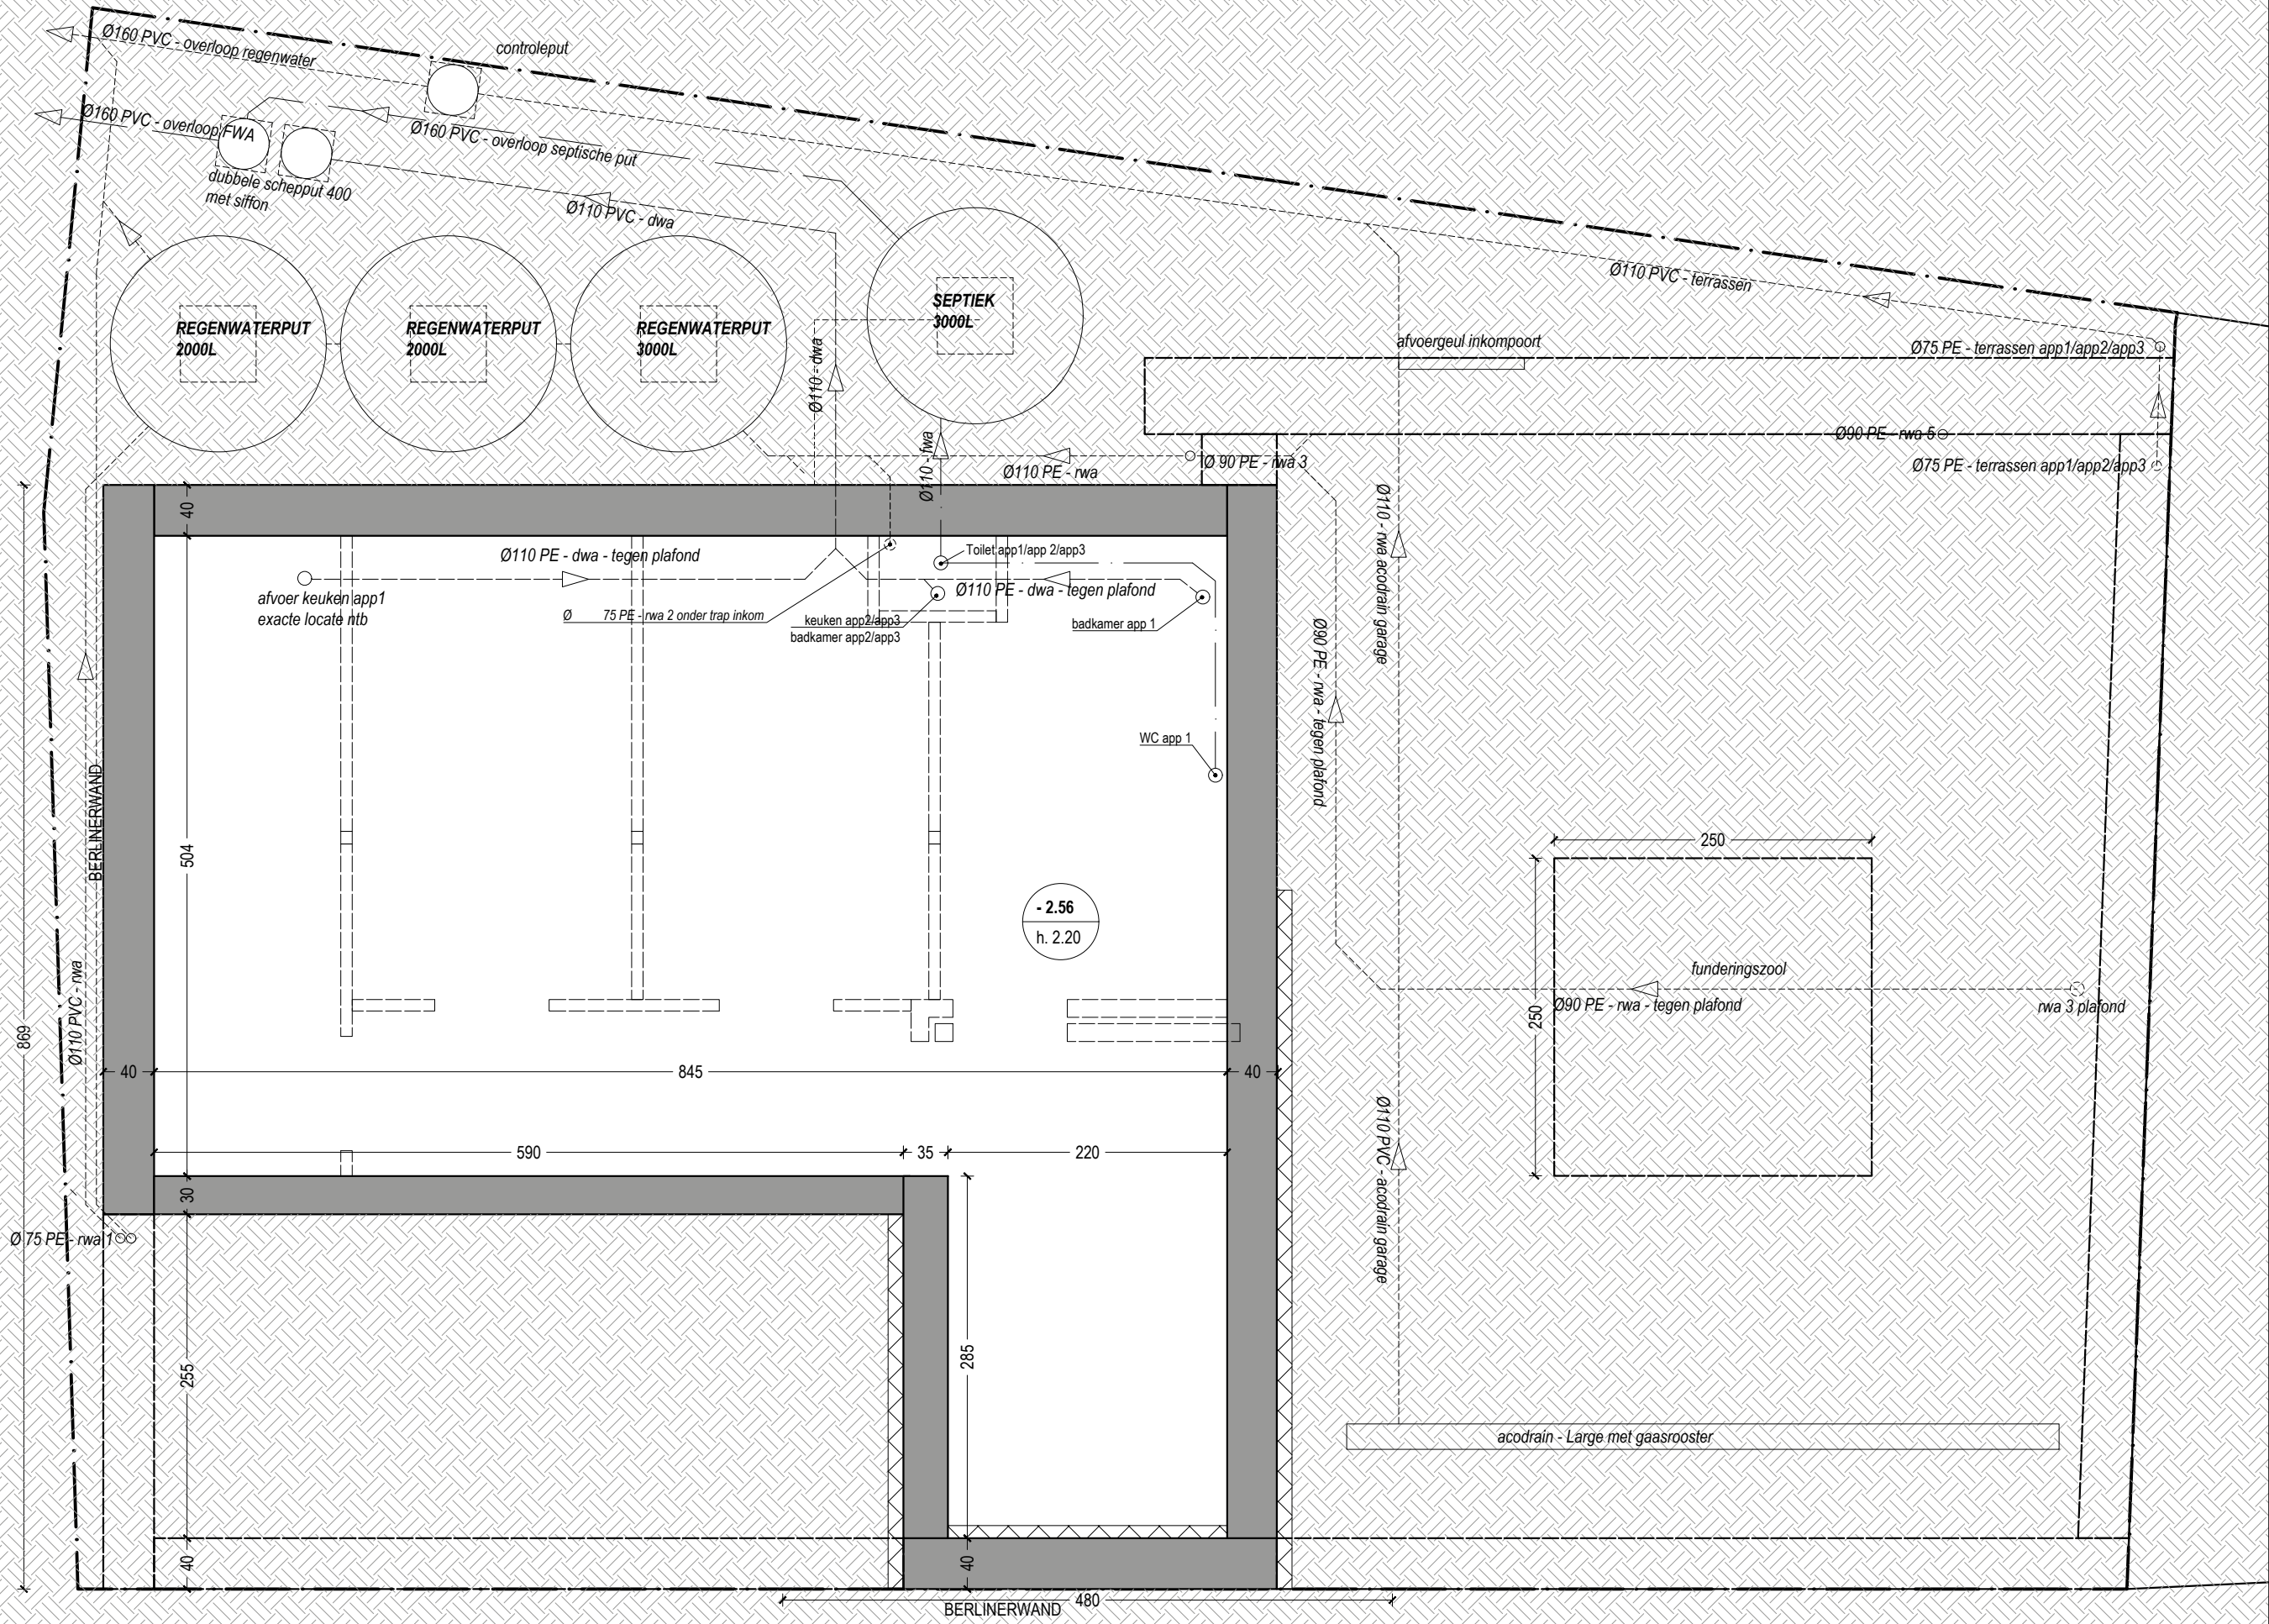 Ø160 PVC - overloop regenwater
controleput
Ø160 PVC - overloop FWA
Ø160 PVC - overloop septische put
dubbele schepput 400
met siffon
Ø110 PVC - dwa
Ø110 PVC - terrassen
REGENWATERPUT
2000L
REGENWATERPUT
2000L
REGENWATERPUT
3000L
SEPTIEK
3000L
Ø110 - dwa
afvoergeul inkompoort
Ø75 PE - terrassen app1/app2/app3
Ø90 PE - rwa 5
Ø75 PE - terrassen app1/app2/app3
Ø110 - fwa
Ø110 PE - rwa
Ø 90 PE - rwa 3
40
Ø110 PE - dwa - tegen plafond
Toilet app1/app 2/app3
afvoer keuken app1
exacte locate ntb
Ø 75 PE - rwa 2 onder trap inkom
keuken app2/app3
badkamer app2/app3
Ø110 PE - dwa - tegen plafond
badkamer app 1
WC app 1
Ø110 - rwa acodrain garage
Ø90 PE - rwa - tegen plafond
BERLINERWAND
504
250
250
- 2.56
h. 2.20
funderingszool
Ø90 PE - rwa - tegen plafond
rwa 3 plafond
869
Ø110 PVC - rwa
40
845
40
590
35
220
30
Ø 75 PE - rwa 1
Ø110 PVC - acodrain garage
255
285
acodrain - Large met gaasrooster
40
40
480
BERLINERWAND